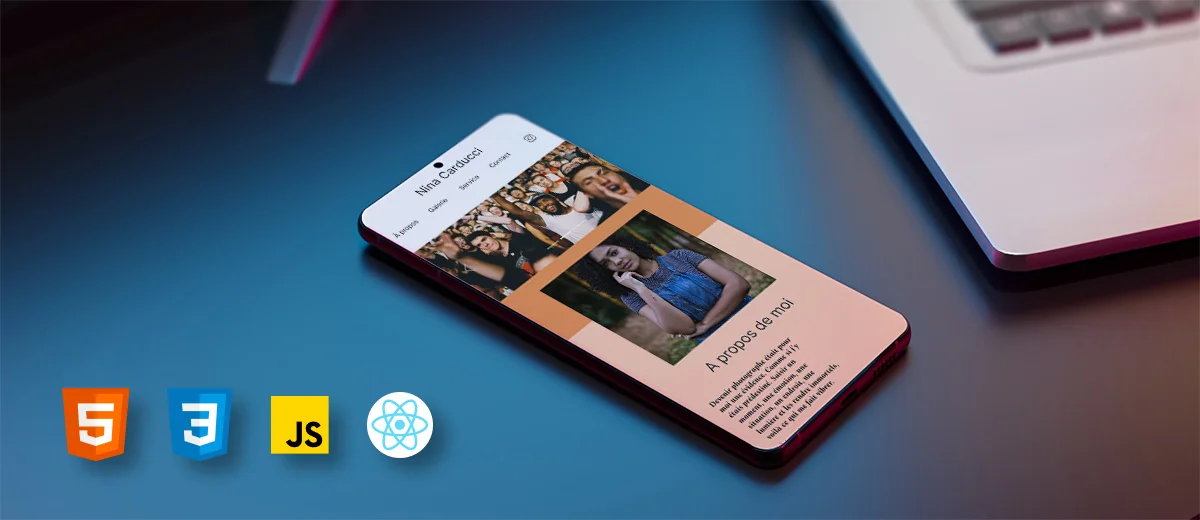 Nina Carducci
À propos
Galerie
Service
Contact
A propos de moi
Devenir photographe était pour
moi une évidence. Comme si j'y
étais prédestiné. Saisir un
moment, une émotion, une
situation, un endroit, une
lumière et les rendre immortels,
voilà ce qui me fait vibrer.
5
3
JS